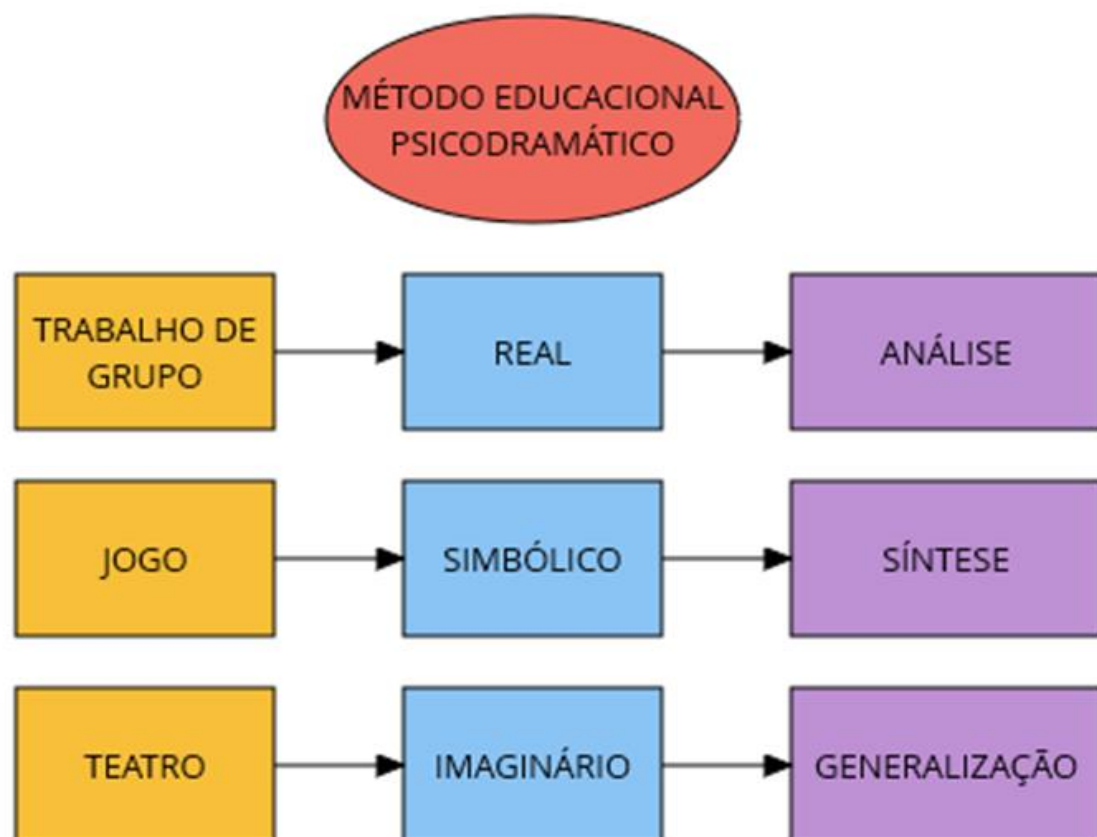 MÉTODO EDUCACIONAL
PSICODRAMÁTICO
TRABALHO DE
GRUPO
REAL
ANÁLISE
JOGO
SIMBÓLICO
SÍNTESE
TEATRO
IMAGINÁRIO
GENERALIZAÇÃO